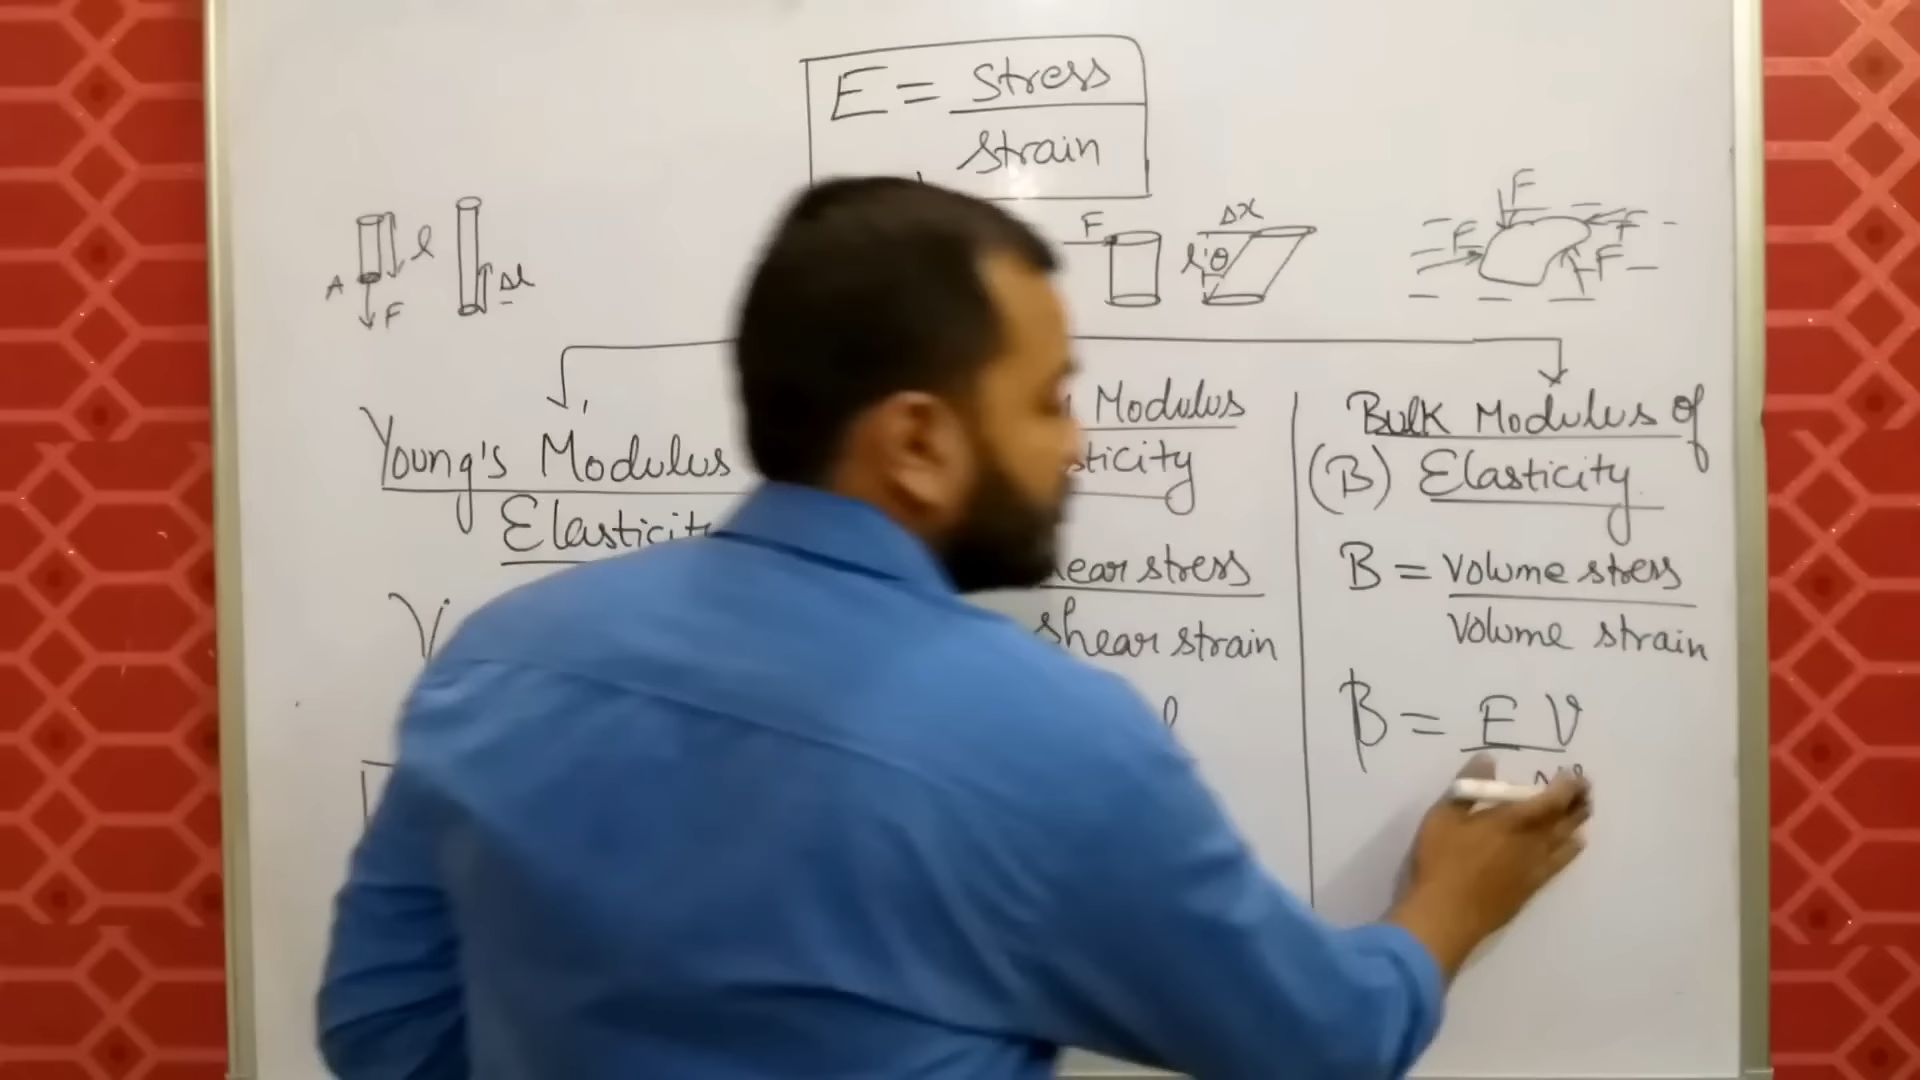 E = stress
strain
A
F
l
Δl
F
Δx
l θ
F
F
F
F
Young's Modulus
Elasticity
Y
Modulus
sticity
hear stress
shear strain
Bulk Modulus of
(B) Elasticity
B = Volume stress
Volume strain
B = F V